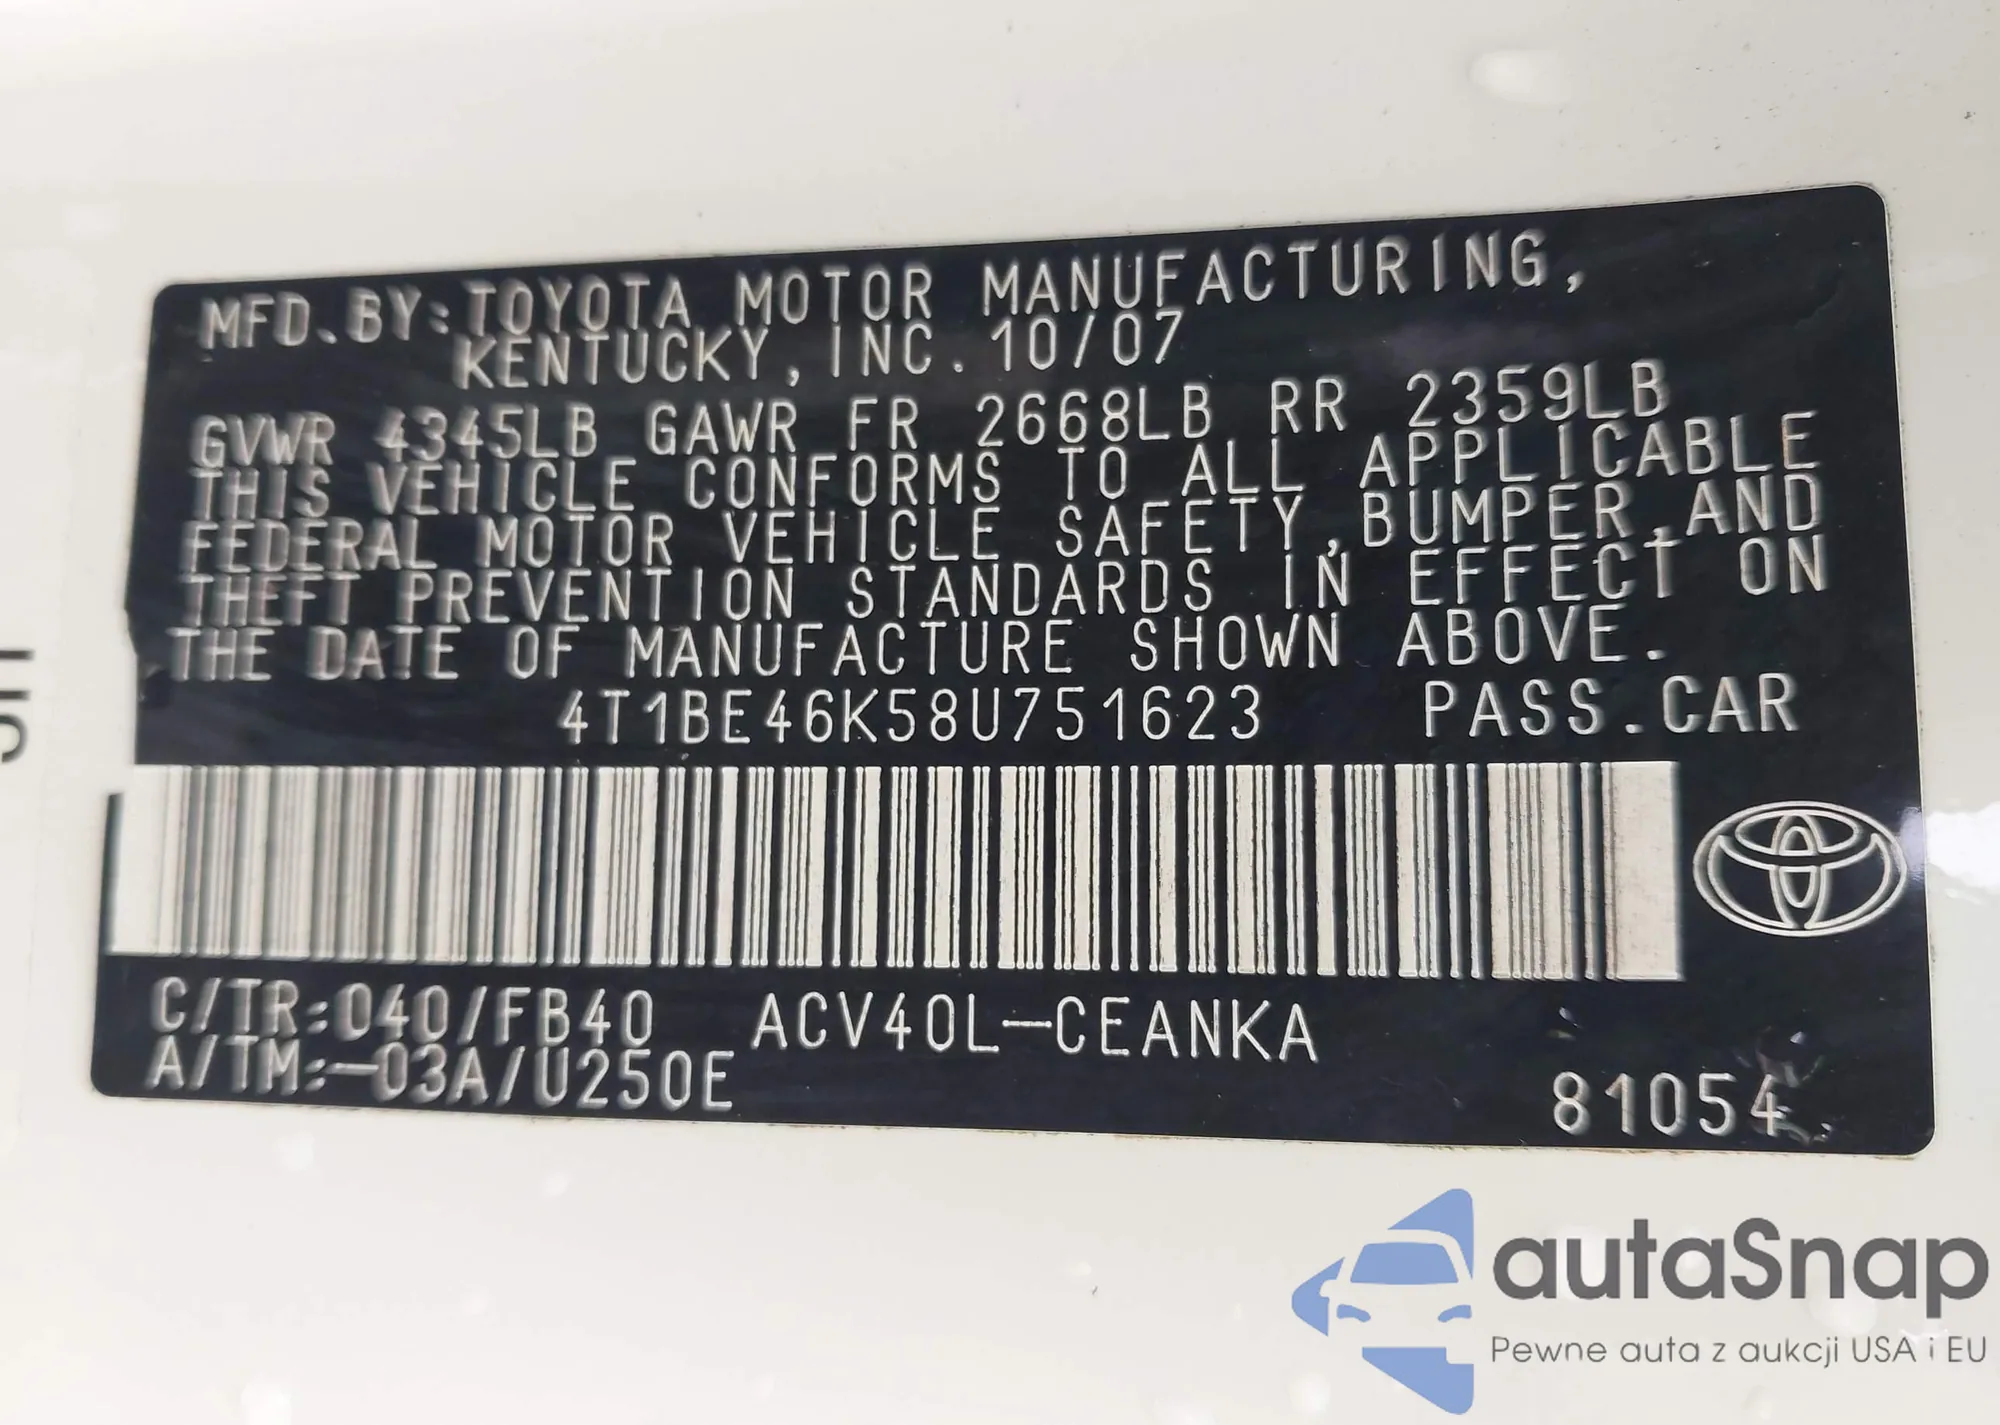 MFD.BY:TOYOTA MOTOR MANUFACTURING,
KENTUCKY, INC. 10/07
GVWR 4345LB GAWR FR 2668LB RR 2359LB
THIS VEHICLE CONFORMS TO ALL APPLICABLE
FEDERAL MOTOR VEHICLE SAFETY, BUMPER, AND
THEFT PREVENTION STANDARDS IN EFFECT ON
THE DATE OF MANUFACTURE SHOWN ABOVE.
4T1BE46K58U751623 PASS.CAR
C/TR:040/FB40 ACV40L-CEANKA
A/TM:-03A/U250E
81054
autaSnap
Pewne auta z aukcji USA i EU